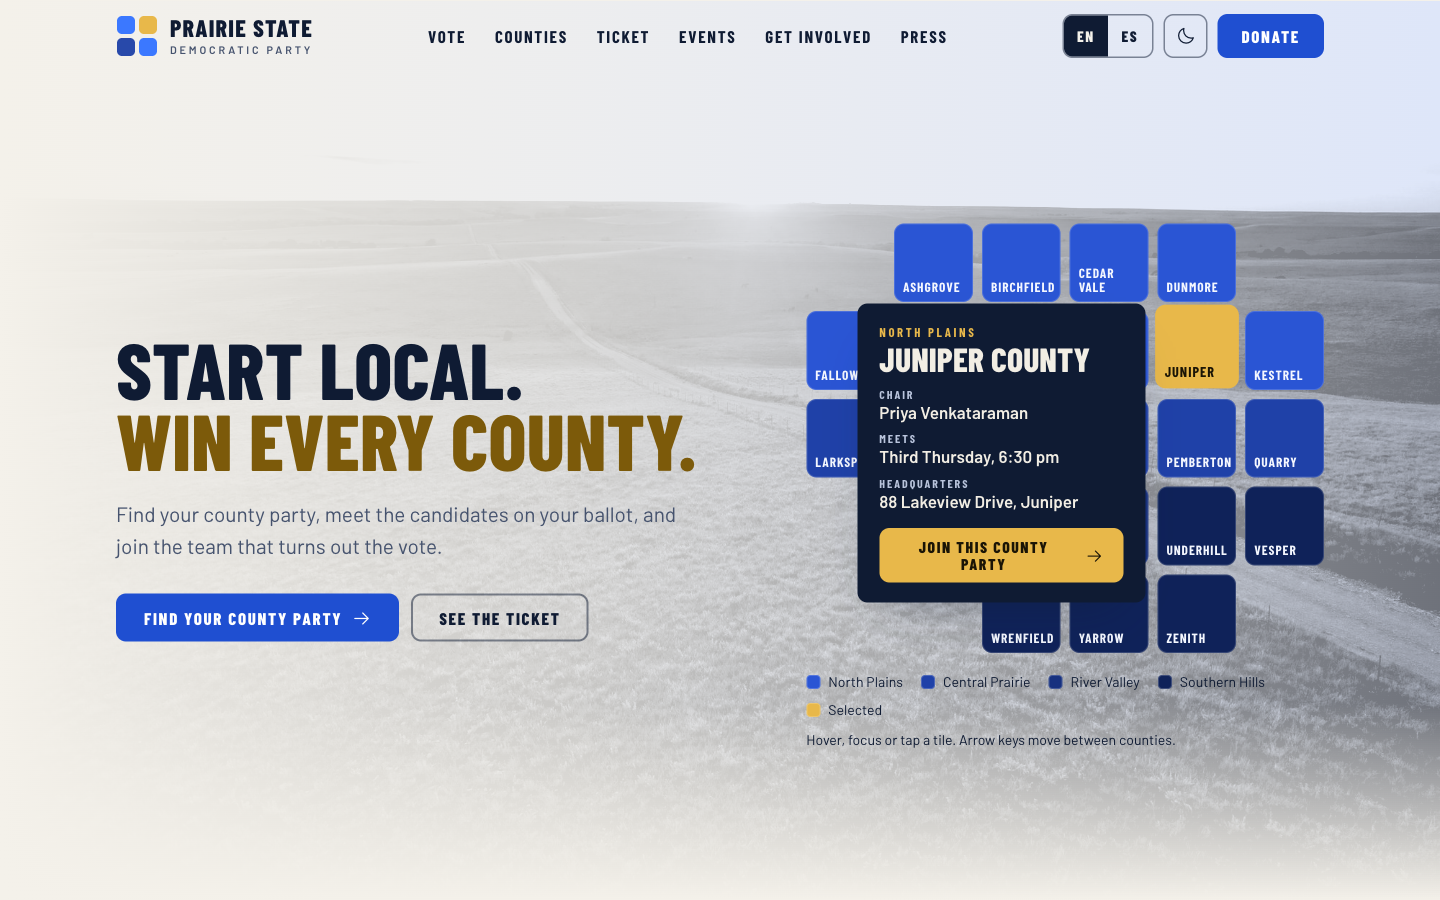 PRAIRIE STATE
DEMOCRATIC PARTY
VOTE
COUNTIES
TICKET
EVENTS
GET INVOLVED
PRESS
EN
ES
DONATE
START LOCAL.
WIN EVERY COUNTY.
Find your county party, meet the candidates on your ballot, and
join the team that turns out the vote.
FIND YOUR COUNTY PARTY
SEE THE TICKET
ASHGROVE
BIRCHFIELD
CEDAR
VALE
DUNMORE
FALLOW
JUNIPER
KESTREL
LARKSP
PEMBERTON
QUARRY
UNDERHILL
VESPER
WRENFIELD
YARROW
ZENITH
NORTH PLAINS
JUNIPER COUNTY
CHAIR
Priya Venkataraman
MEETS
Third Thursday, 6:30 pm
HEADQUARTERS
88 Lakeview Drive, Juniper
JOIN THIS COUNTY
PARTY
North Plains
Central Prairie
River Valley
Southern Hills
Selected
Hover, focus or tap a tile. Arrow keys move between counties.